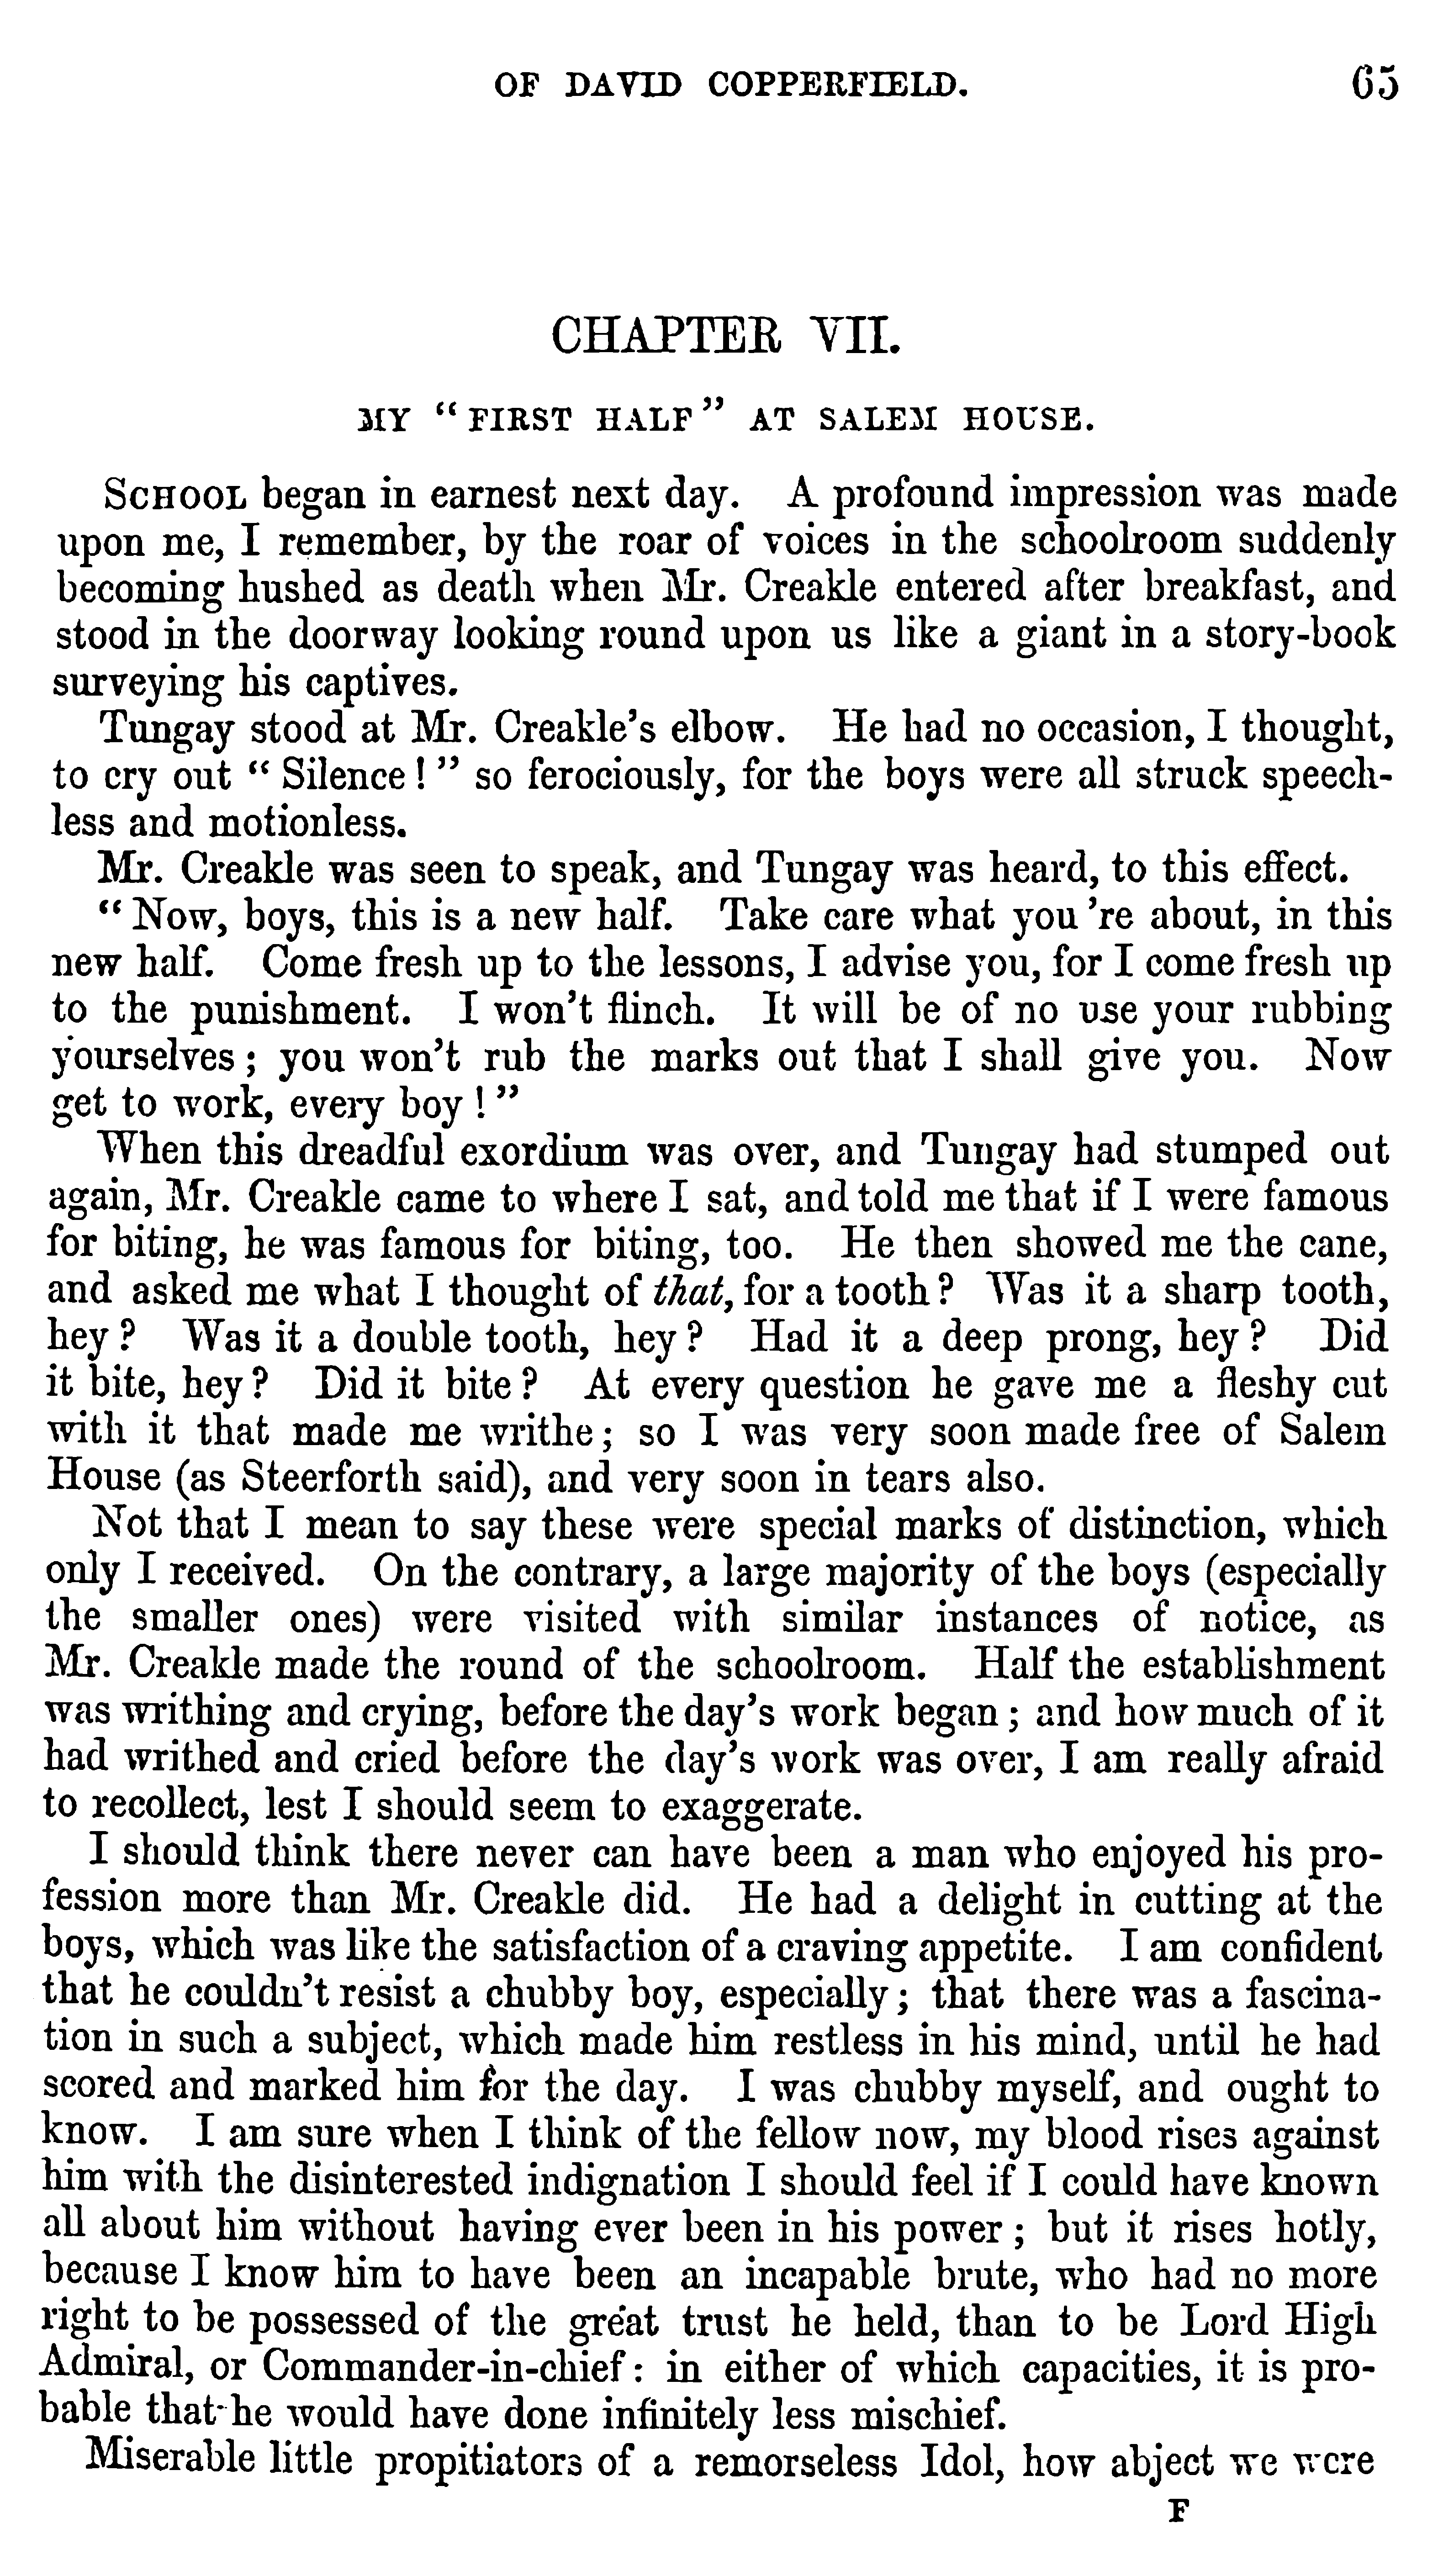 OF DAVID COPPERFIELD. 65
CHAPTER VII.
MY “FIRST HALF” AT SALEM HOUSE.
SCHOOL began in earnest next day. A profound impression was made
upon me, I remember, by the roar of voices in the schoolroom suddenly
becoming hushed as death when Mr. Creakle entered after breakfast, and
stood in the doorway looking round upon us like a giant in a story-book
surveying his captives.
Tungay stood at Mr. Creakle’s elbow. He had no occasion, I thought,
to cry out “ Silence ! ” so ferociously, for the boys were all struck speech-
less and motionless.
Mr. Creakle was seen to speak, and Tungay was heard, to this effect.
“ Now, boys, this is a new half. Take care what you ’re about, in this
new half. Come fresh up to the lessons, I advise you, for I come fresh up
to the punishment. I won’t flinch. It will be of no use your rubbing
yourselves ; you won’t rub the marks out that I shall give you. Now
get to work, every boy ! ”
When this dreadful exordium was over, and Tungay had stumped out
again, Mr. Creakle came to where I sat, and told me that if I were famous
for biting, he was famous for biting, too. He then showed me the cane,
and asked me what I thought of that, for a tooth ? Was it a sharp tooth,
hey ? Was it a double tooth, hey ? Had it a deep prong, hey ? Did
it bite, hey ? Did it bite ? At every question he gave me a fleshy cut
with it that made me writhe ; so I was very soon made free of Salem
House (as Steerforth said), and very soon in tears also.
Not that I mean to say these were special marks of distinction, which
only I received. On the contrary, a large majority of the boys (especially
the smaller ones) were visited with similar instances of notice, as
Mr. Creakle made the round of the schoolroom. Half the establishment
was writhing and crying, before the day’s work began ; and how much of it
had writhed and cried before the day’s work was over, I am really afraid
to recollect, lest I should seem to exaggerate.
I should think there never can have been a man who enjoyed his pro-
fession more than Mr. Creakle did. He had a delight in cutting at the
boys, which was like the satisfaction of a craving appetite. I am confident
that he couldn’t resist a chubby boy, especially ; that there was a fascina-
tion in such a subject, which made him restless in his mind, until he had
scored and marked him for the day. I was chubby myself, and ought to
know. I am sure when I think of the fellow now, my blood rises against
him with the disinterested indignation I should feel if I could have known
all about him without having ever been in his power ; but it rises hotly,
because I know him to have been an incapable brute, who had no more
right to be possessed of the great trust he held, than to be Lord High
Admiral, or Commander-in-chief : in either of which capacities, it is pro-
bable that he would have done infinitely less mischief.
Miserable little propitiators of a remorseless Idol, how abject we were
F